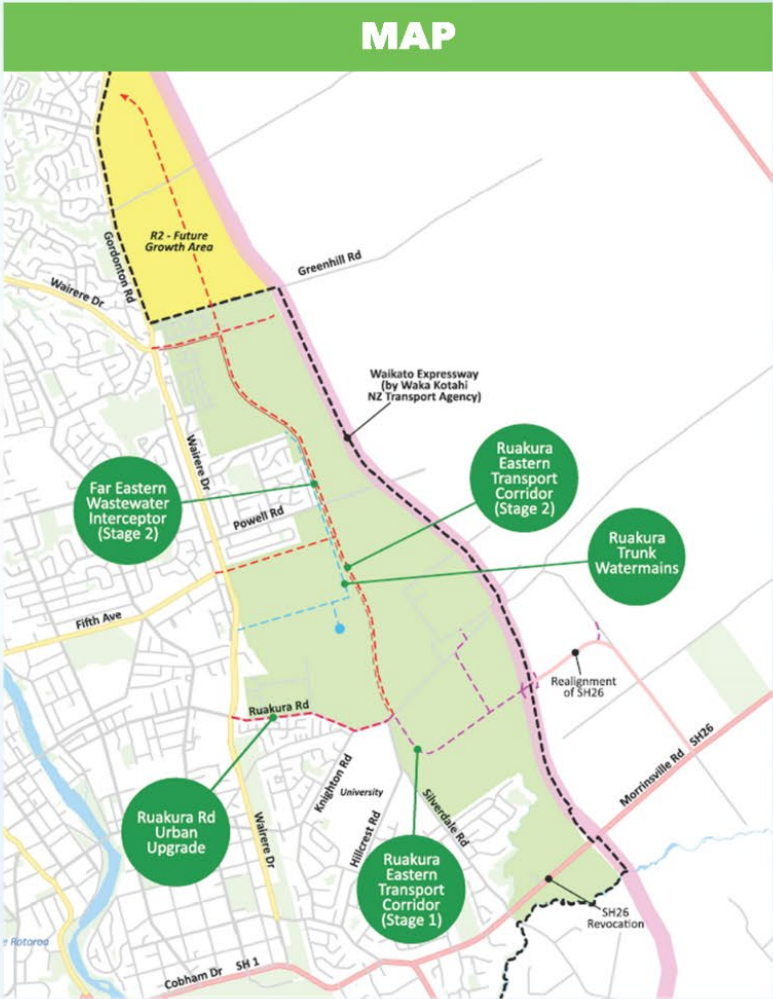 MAP
R2 - Future
Growth Area
Gordonton Rd
Greenhill Rd
Wairere Dr
Waikato Expressway
(by Waka Kotahi
NZ Transport Agency)
Ruakura
Eastern
Transport
Corridor
(Stage 2)
Wairere Dr
Far Eastern
Wastewater
Interceptor
(Stage 2)
Powell Rd
Ruakura
Trunk
Watermains
Fifth Ave
Realignment
of SH26
Ruakura Rd
Morrinsville Rd SH26
Knighton Rd
University
Silverdale Rd
Ruakura Rd
Urban
Upgrade
Wairere Dr
Hillcrest Rd
Ruakura
Eastern
Transport
Corridor
(Stage 1)
SH26
Revocation
e Rotoroa
Cobham Dr SH 1